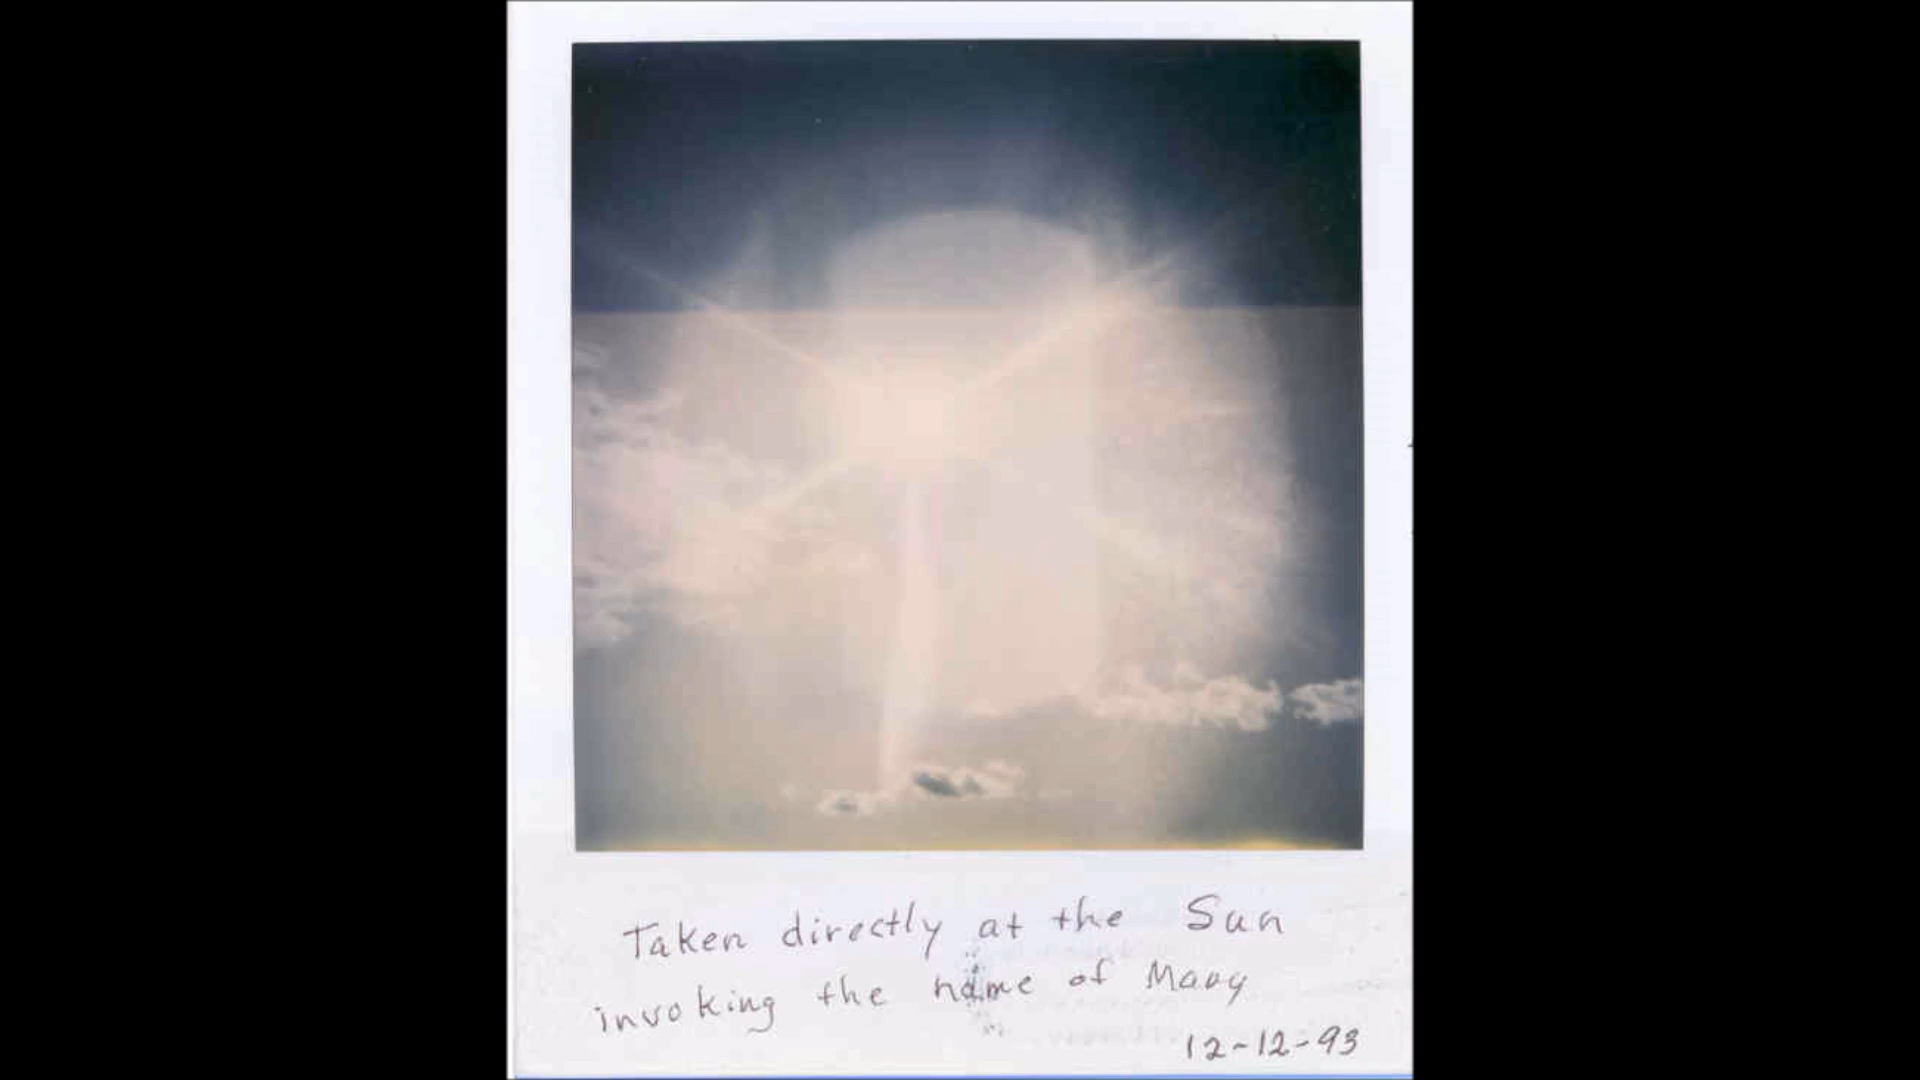 Taken directly at the Sun
invoking the name of Mary
12-12-93